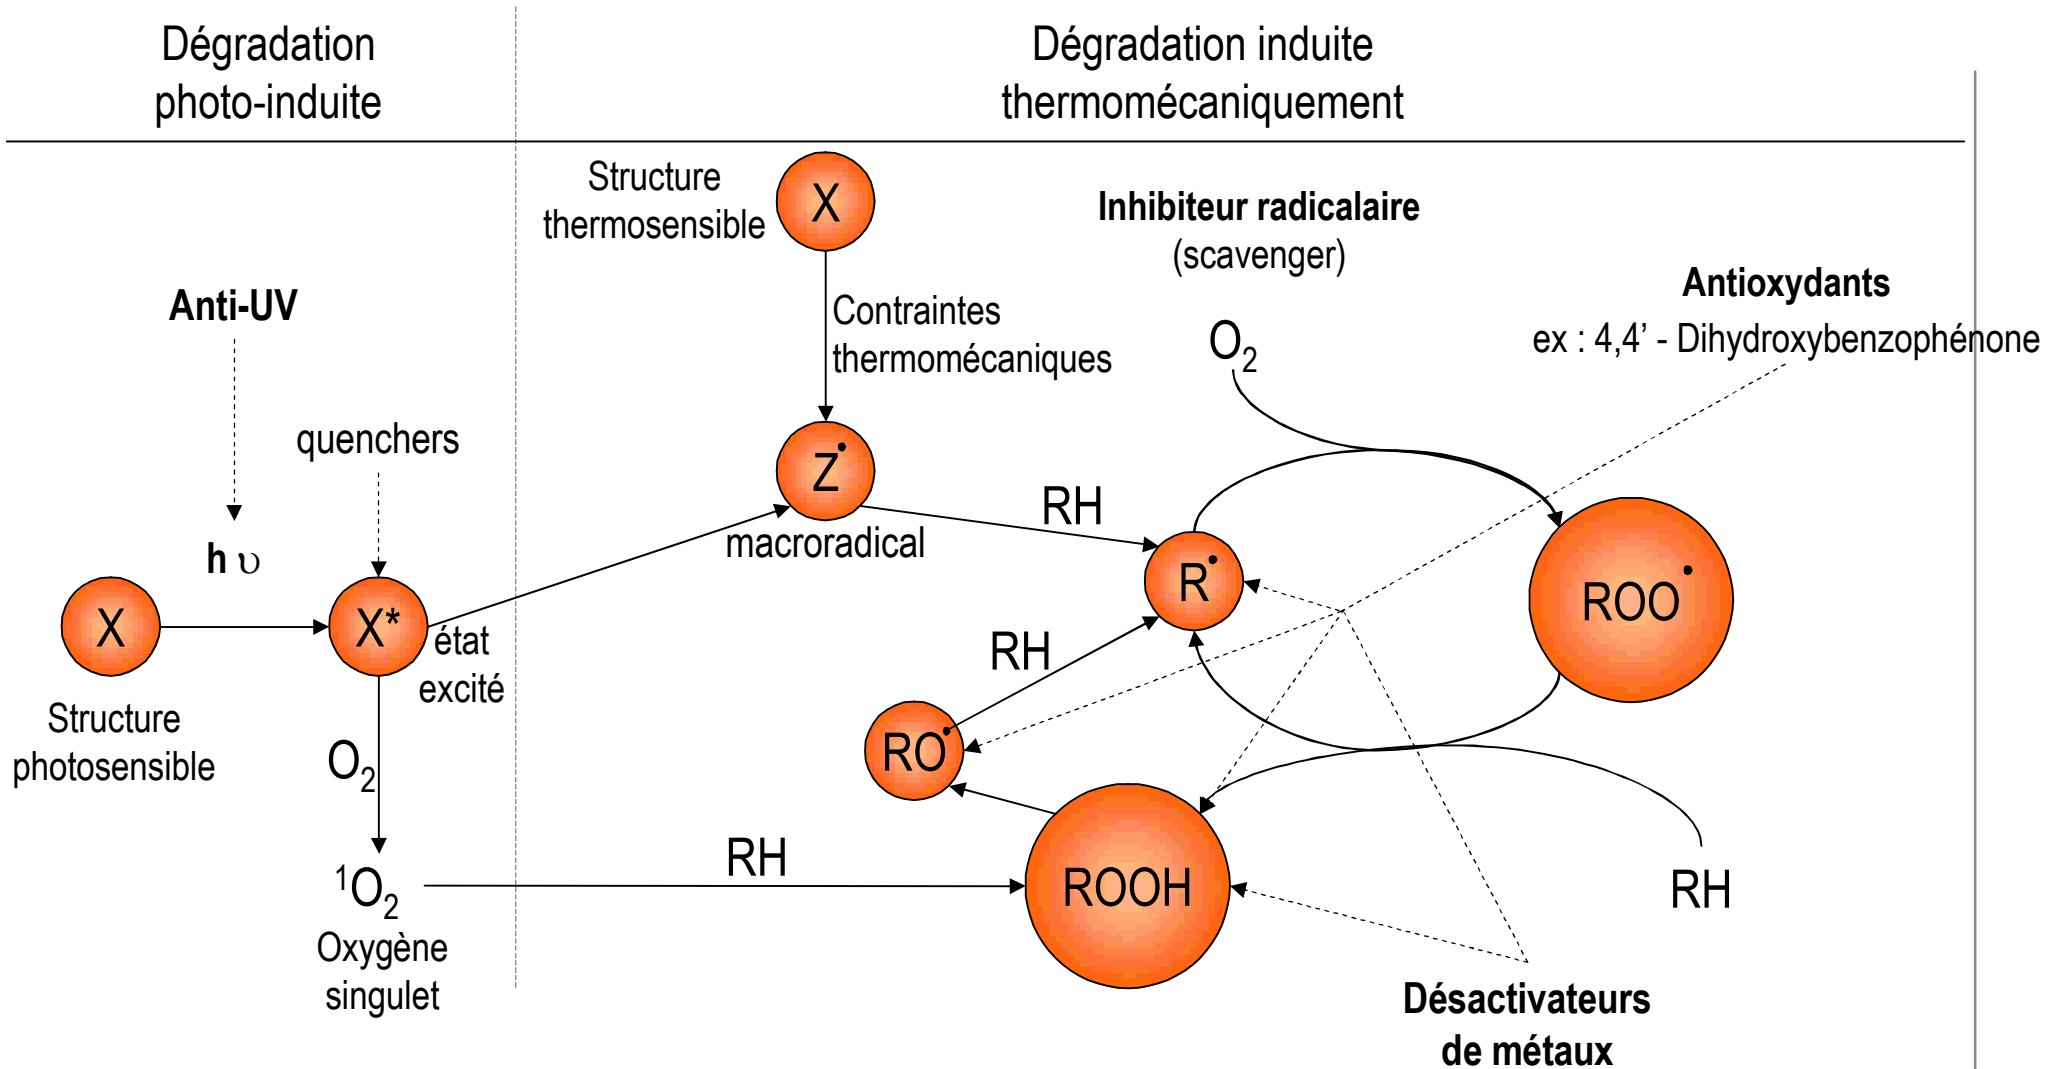 Dégradation
photo-induite
Dégradation induite
thermomécaniquement
Structure
thermosensible
X
Inhibiteur radicalaire
(scavenger)
Antioxydants
ex : 4,4’ - Dihydroxybenzophénone
Anti-UV
Contraintes
thermomécaniques
O₂
quenchers
Z•
macroradical
RH
h υ
X
X*
état
excité
R•
ROO•
RH
Structure
photosensible
O₂
RO•
RH
¹O₂
ROOH
RH
Oxygène
singulet
Désactivateurs
de métaux